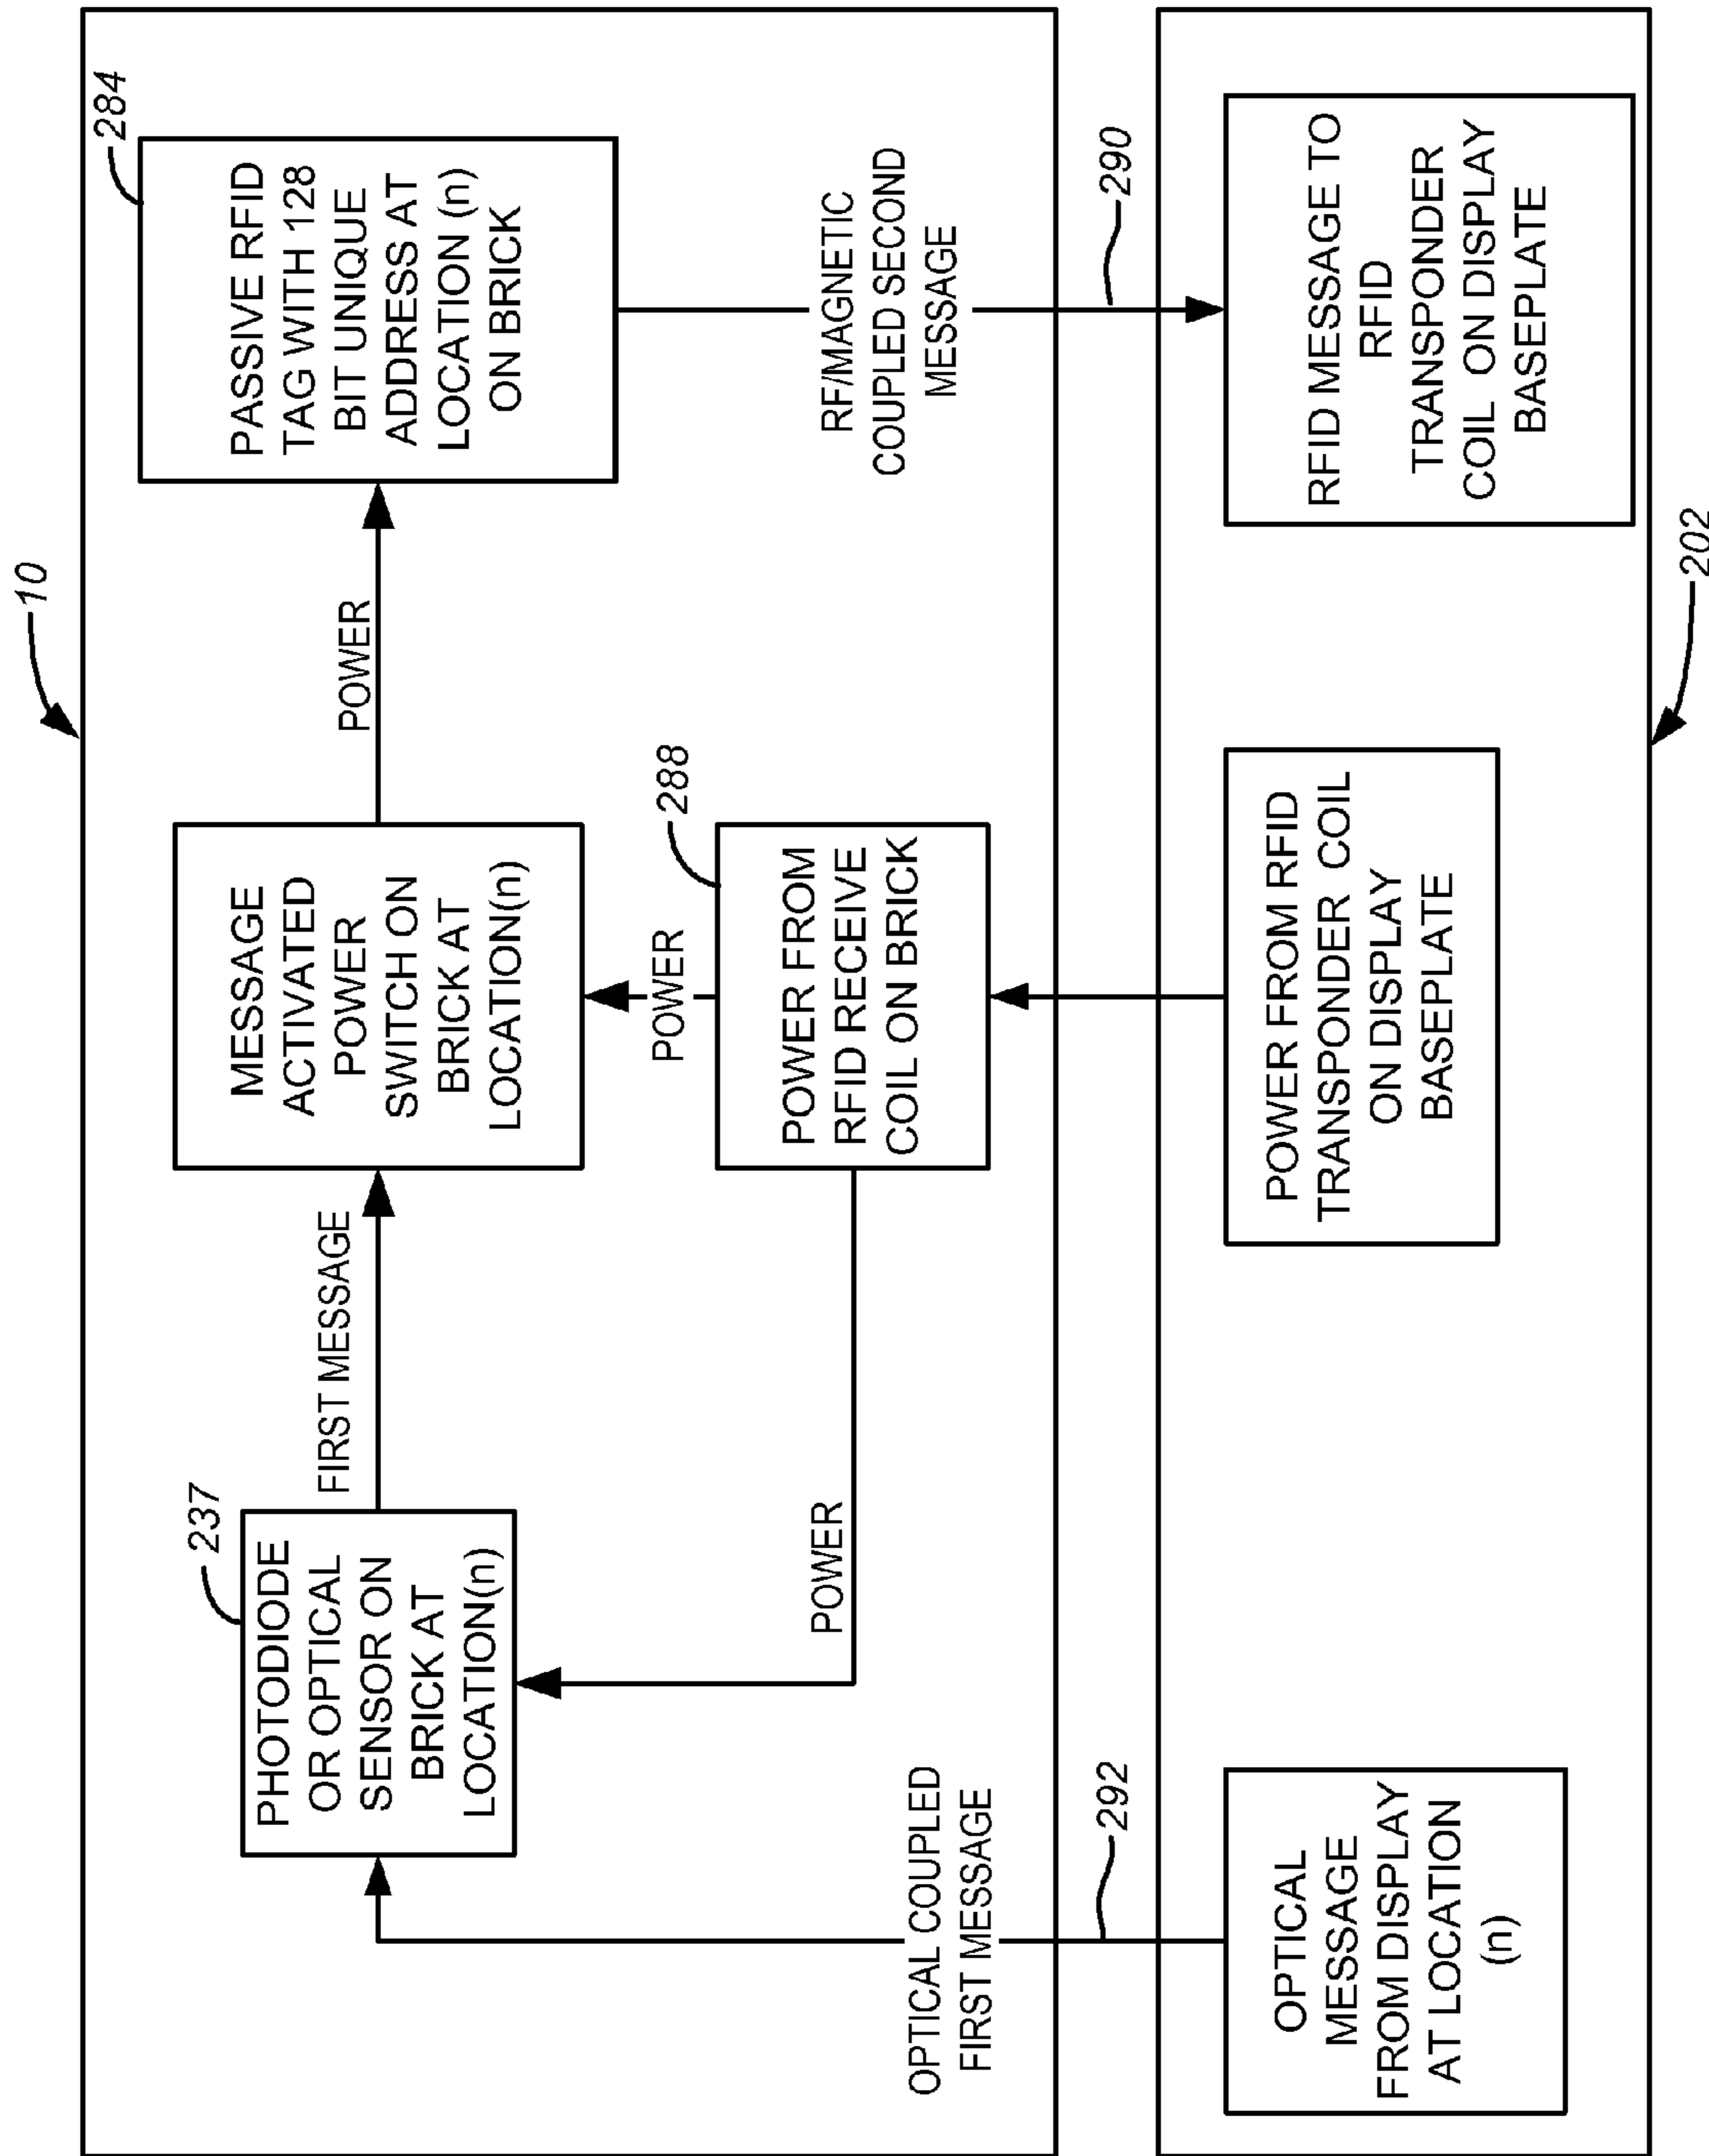 10
237
PHOTODIODE
OR OPTICAL
SENSOR ON
BRICK AT
LOCATION(n)
FIRST MESSAGE
MESSAGE
ACTIVATED
POWER
SWITCH ON
BRICK AT
LOCATION(n)
POWER
284
PASSIVE RFID
TAG WITH 128
BIT UNIQUE
ADDRESS AT
LOCATION (n)
ON BRICK
POWER
288
POWER FROM
RFID RECEIVE
COIL ON BRICK
POWER
OPTICAL COUPLED
FIRST MESSAGE
292
RF/MAGNETIC
COUPLED SECOND
MESSAGE
290
OPTICAL
MESSAGE
FROM DISPLAY
AT LOCATION
(n)
POWER FROM RFID
TRANSPONDER COIL
ON DISPLAY
BASEPLATE
RFID MESSAGE TO
RFID
TRANSPONDER
COIL ON DISPLAY
BASEPLATE
202